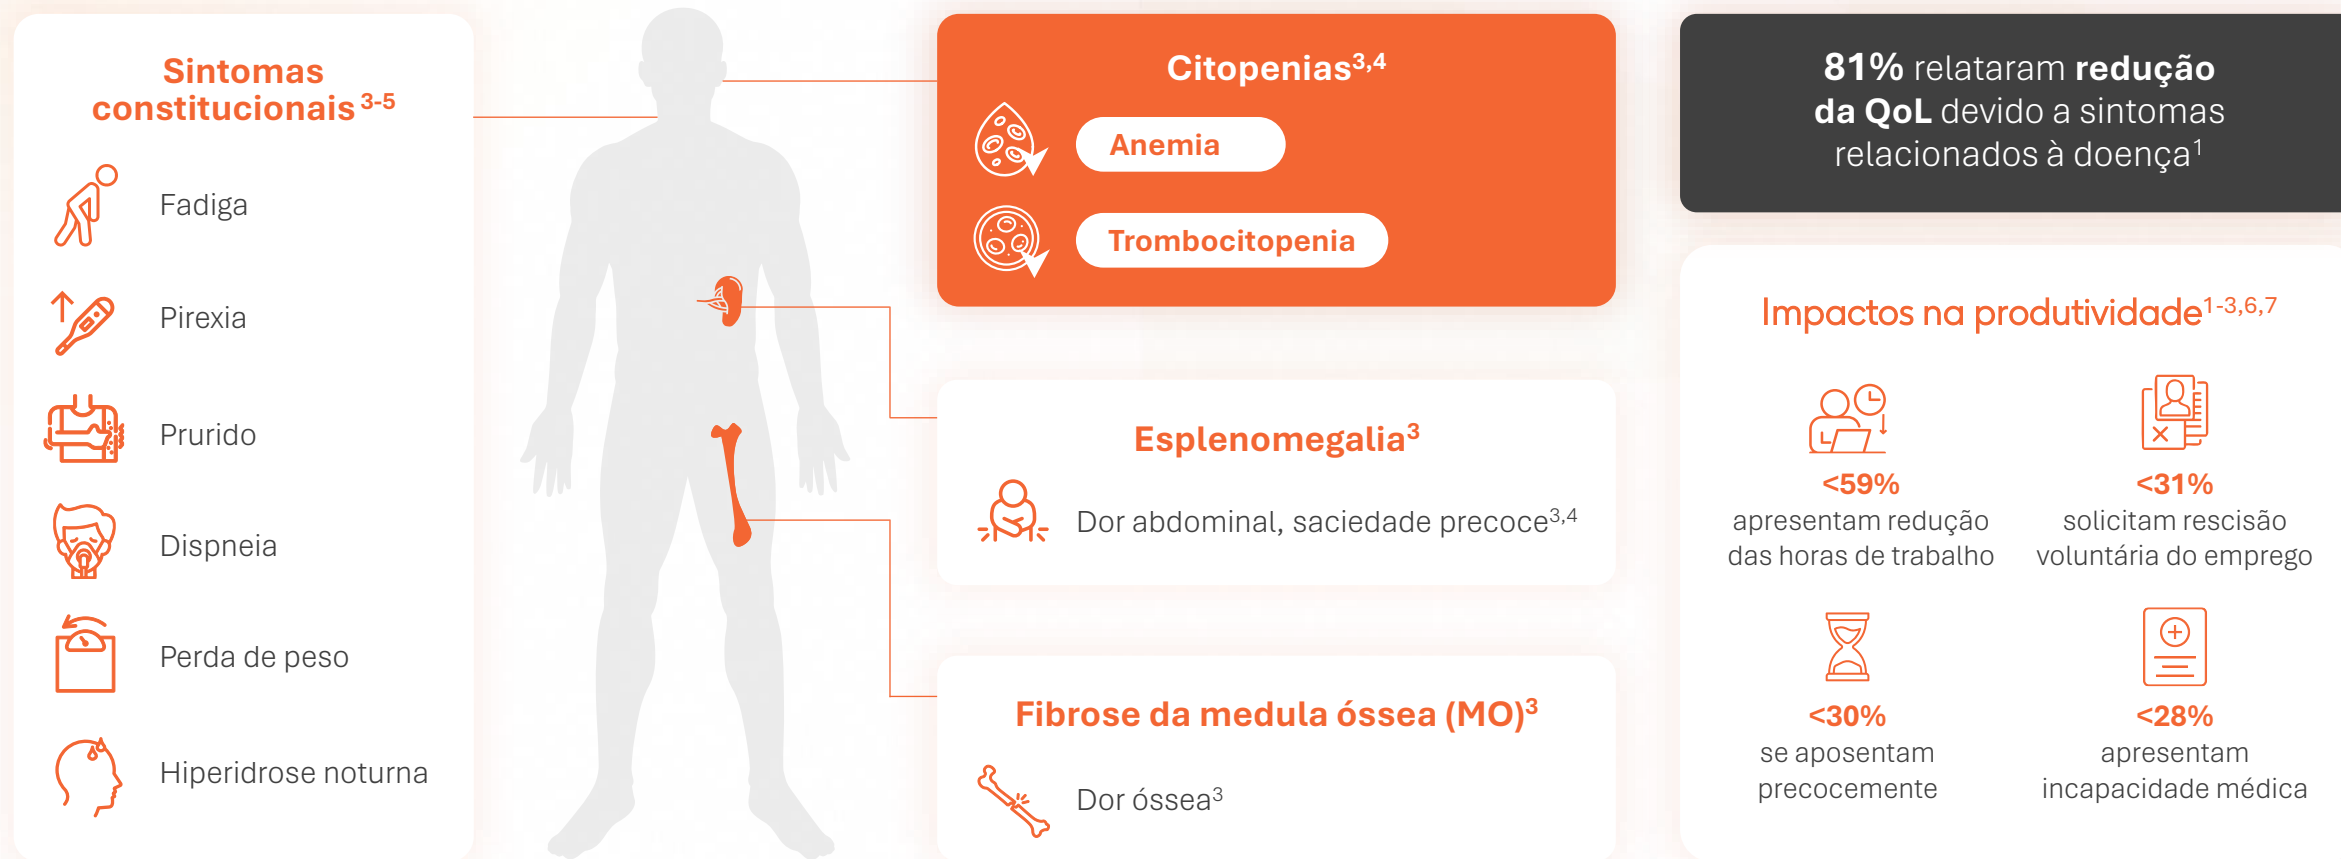 Sintomas
constitucionais 3-5
Fadiga
Pirexia
Prurido
Dispneia
Perda de peso
Hiperidrose noturna
Citopenias3,4
Anemia
Trombocitopenia
Esplenomegalia3
Dor abdominal, saciedade precoce3,4
Fibrose da medula óssea (MO)3
Dor óssea3
81% relataram redução
da QoL devido a sintomas
relacionados à doença1
Impactos na produtividade1-3,6,7
<59%
apresentam redução
das horas de trabalho
<31%
solicitam rescisão
voluntária do emprego
<30%
se aposentam
precocemente
<28%
apresentam
incapacidade médica